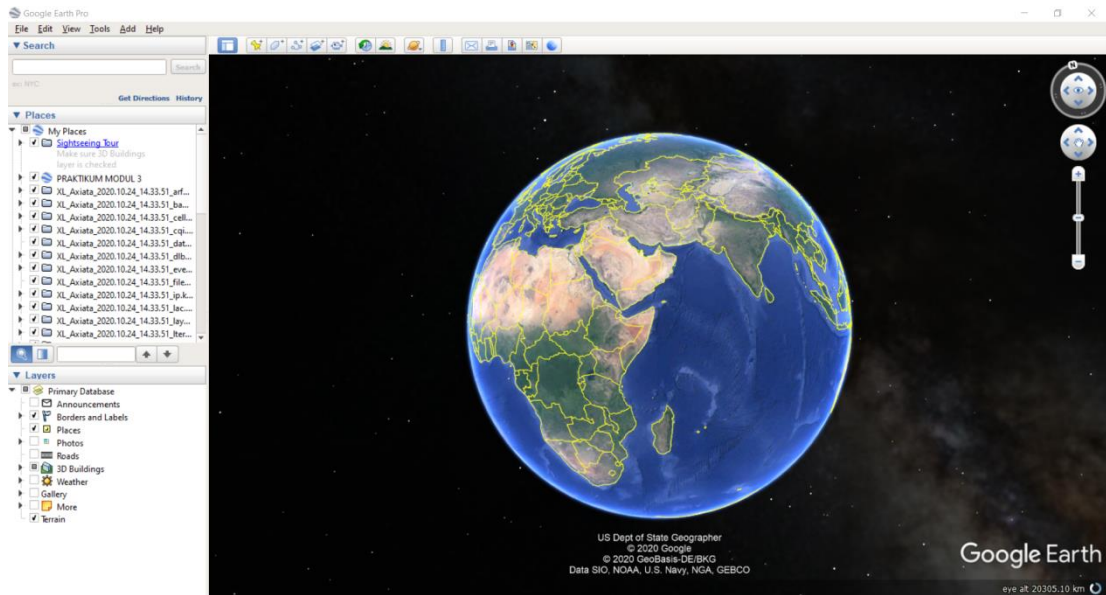 Google Earth Pro
File Edit View Tools Add Help
Search
Search
ex: NYC
Get Directions History
Places
My Places
Sightseeing Tour
Make sure 3D Buildings
layer is checked
PRAKTIKUM MODUL 3
XL_Axiata_2020.10.24_14.33.51_arf...
XL_Axiata_2020.10.24_14.33.51_ba...
XL_Axiata_2020.10.24_14.33.51_cell...
XL_Axiata_2020.10.24_14.33.51_cqi....
XL_Axiata_2020.10.24_14.33.51_dat...
XL_Axiata_2020.10.24_14.33.51_dlb...
XL_Axiata_2020.10.24_14.33.51_eve...
XL_Axiata_2020.10.24_14.33.51_file...
XL_Axiata_2020.10.24_14.33.51_ip.k...
XL_Axiata_2020.10.24_14.33.51_lac....
XL_Axiata_2020.10.24_14.33.51_lay...
XL_Axiata_2020.10.24_14.33.51_lter...
Layers
Primary Database
Announcements
Borders and Labels
Places
Photos
Roads
3D Buildings
Weather
Gallery
More
Terrain
N
US Dept of State Geographer
© 2020 Google
© 2020 GeoBasis-DE/BKG
Data SIO, NOAA, U.S. Navy, NGA, GEBCO
Google Earth
eye alt 20305.10 km